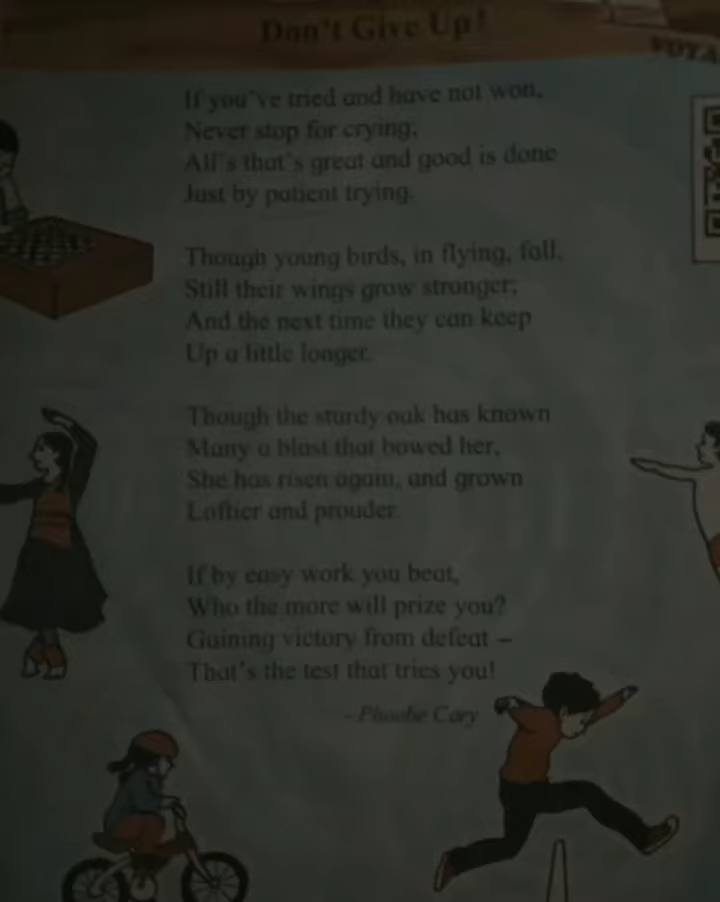 Don't Give Up!
If you've tried and have not won,
Never stop for crying;
All's that's great and good is done
Just by patient trying.
Though young birds, in flying, fall,
Still their wings grow stronger;
And the next time they can keep
Up a little longer.
Though the sturdy oak has known
Many a blast that bowed her,
She has risen again, and grown
Loftier and prouder.
If by easy work you beat,
Who the more will prize you?
Gaining victory from defeat –
That's the test that tries you!
- Phoebe Cary